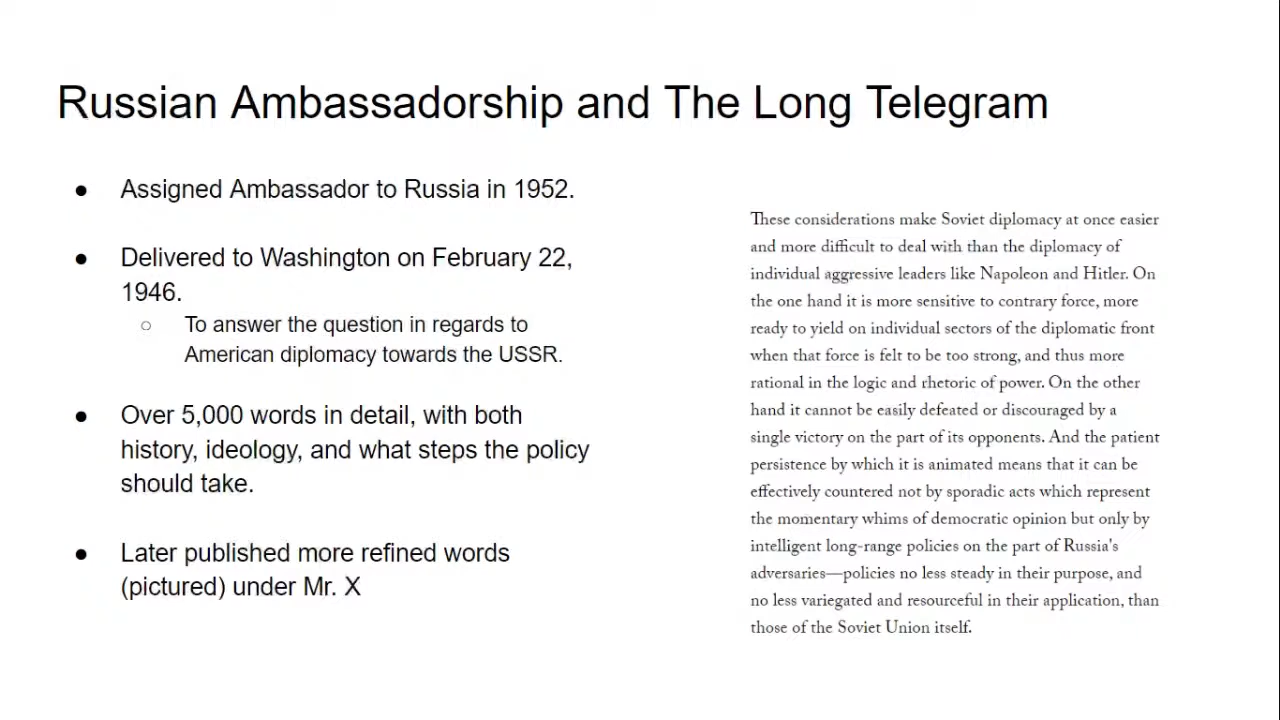 Russian Ambassadorship and The Long Telegram
● Assigned Ambassador to Russia in 1952.
● Delivered to Washington on February 22,
1946.
○ To answer the question in regards to
American diplomacy towards the USSR.
● Over 5,000 words in detail, with both
history, ideology, and what steps the policy
should take.
● Later published more refined words
(pictured) under Mr. X
These considerations make Soviet diplomacy at once easier
and more difficult to deal with than the diplomacy of
individual aggressive leaders like Napoleon and Hitler. On
the one hand it is more sensitive to contrary force, more
ready to yield on individual sectors of the diplomatic front
when that force is felt to be too strong, and thus more
rational in the logic and rhetoric of power. On the other
hand it cannot be easily defeated or discouraged by a
single victory on the part of its opponents. And the patient
persistence by which it is animated means that it can be
effectively countered not by sporadic acts which represent
the momentary whims of democratic opinion but only by
intelligent long-range policies on the part of Russia's
adversaries—policies no less steady in their purpose, and
no less variegated and resourceful in their application, than
those of the Soviet Union itself.